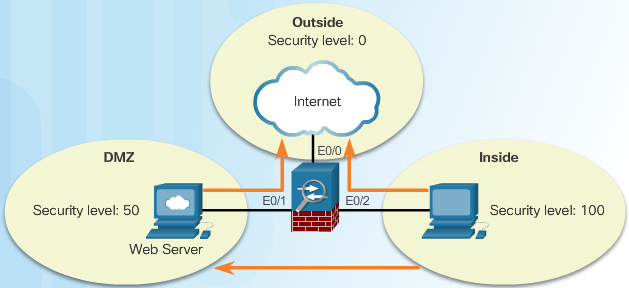 Outside
Security level: 0
Internet
E0/0
DMZ
Inside
E0/1
E0/2
Security level: 50
Security level: 100
Web Server